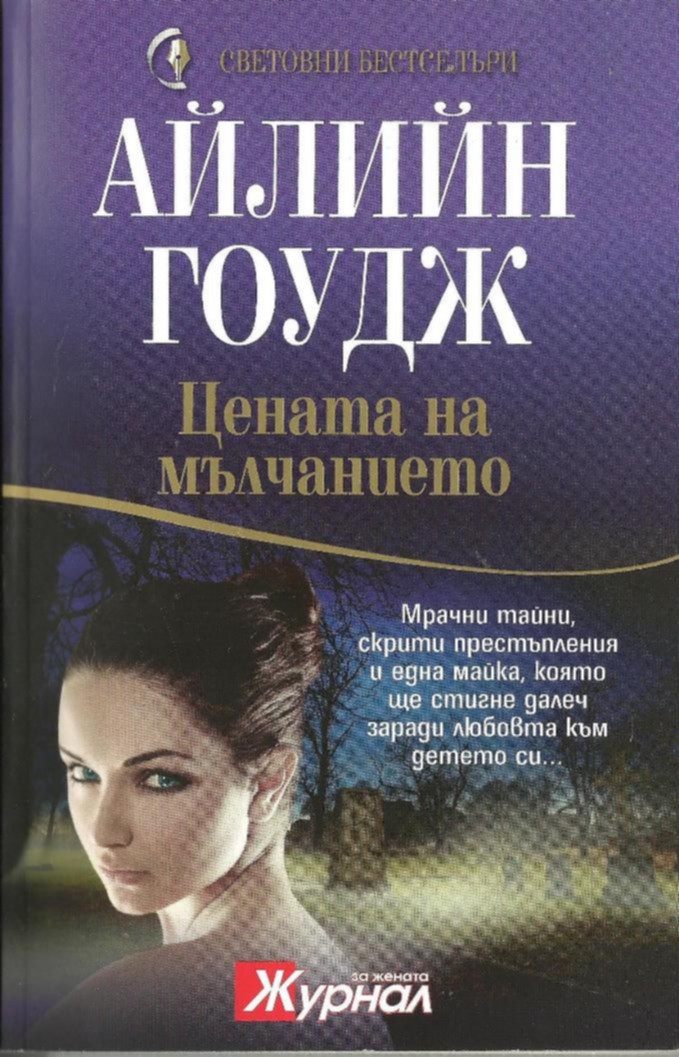 СВЕТОВНИ БЕСТСЕЛЪРИ
АЙЛИЙН
ГОУДЖ
Цената на
мълчанието
Мрачни тайни,
скрити престъпления
и една майка, която
ще стигне далеч
заради любовта към
детето си...
за жената
Журнал